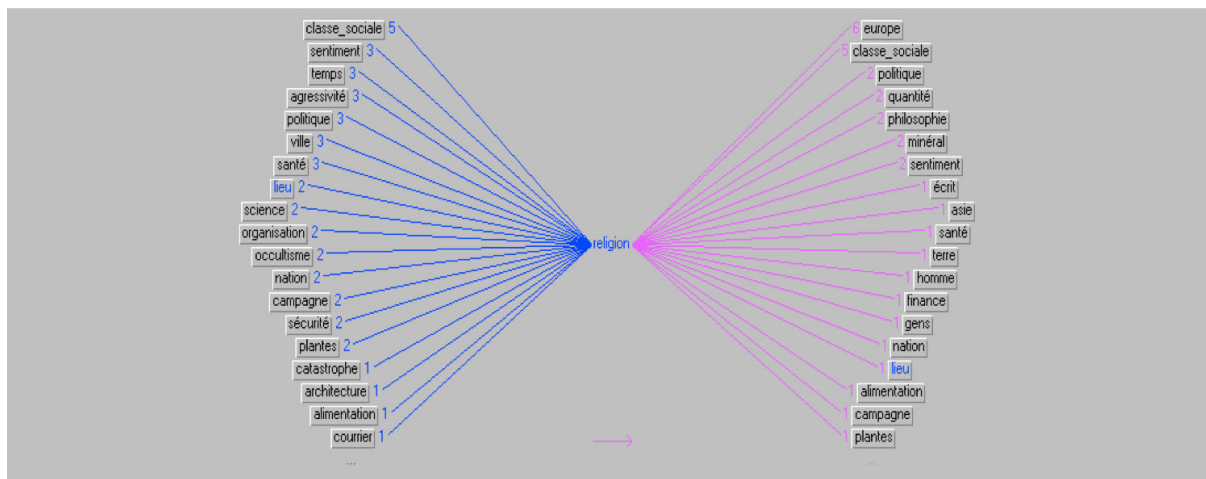 classe_sociale 5
sentiment 3
temps 3
agressivité 3
politique 3
ville 3
santé 3
lieu 2
science 2
organisation 2
occultisme 2
nation 2
campagne 2
sécurité 2
plantes 2
catastrophe 1
architecture 1
alimentation 1
courrier 1
...
religion
6 europe
5 classe_sociale
2 politique
2 quantité
2 philosophie
2 minéral
2 sentiment
1 écrit
1 asie
1 santé
1 terre
1 homme
1 finance
1 gens
1 nation
1 lieu
1 alimentation
1 campagne
1 plantes
...